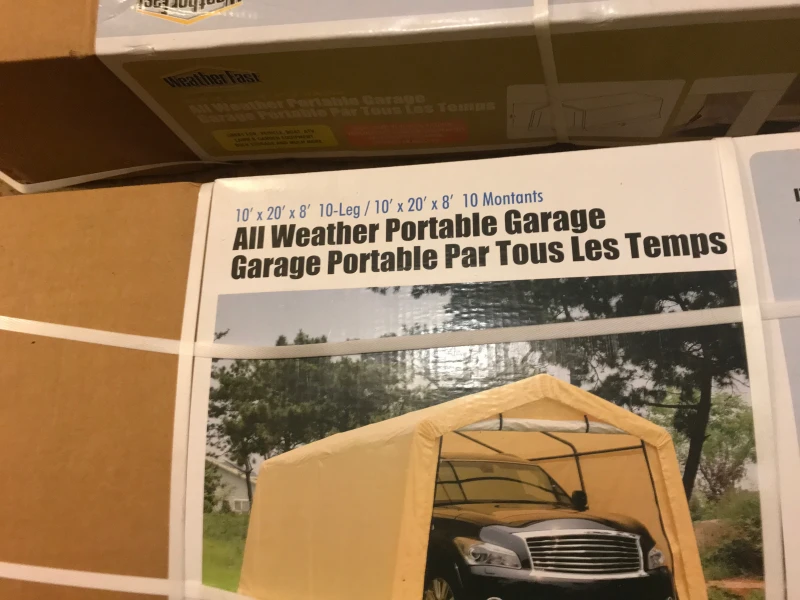 WeatherFast
WeatherFast
All Weather Portable Garage
Garage Portable Par Tous Les Temps
10' x 20' x 8' 10-Leg / 10' x 20' x 8' 10 Montants
All Weather Portable Garage
Garage Portable Par Tous Les Temps